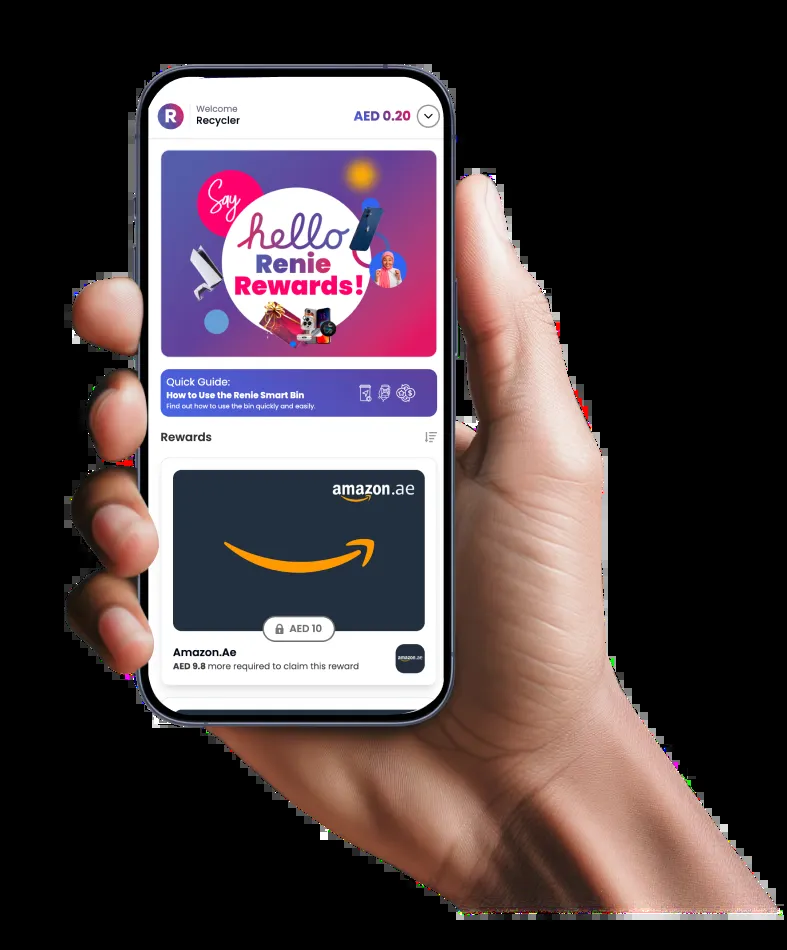 R
Welcome
Recycler
AED 0.20
Say
hello
Renie
Rewards!
Quick Guide:
How to Use the Renie Smart Bin
Find out how to use the bin quickly and easily.
Rewards
amazon.ae
AED 10
Amazon.Ae
AED 9.8 more required to claim this reward
amazon.ae